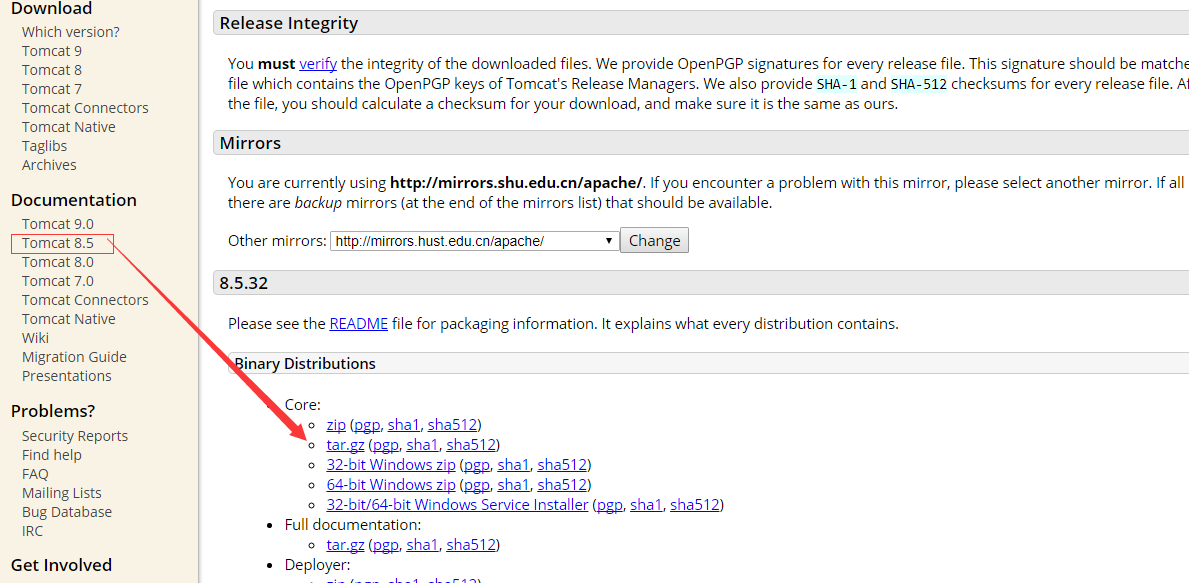 Download
Which version?
Tomcat 9
Tomcat 8
Tomcat 7
Tomcat Connectors
Tomcat Native
Taglibs
Archives
Documentation
Tomcat 9.0
Tomcat 8.5
Tomcat 8.0
Tomcat 7.0
Tomcat Connectors
Tomcat Native
Wiki
Migration Guide
Presentations
Problems?
Security Reports
Find help
FAQ
Mailing Lists
Bug Database
IRC
Get Involved
Release Integrity
You must verify the integrity of the downloaded files. We provide OpenPGP signatures for every release file. This signature should be matche
file which contains the OpenPGP keys of Tomcat's Release Managers. We also provide SHA-1 and SHA-512 checksums for every release file. Af
the file, you should calculate a checksum for your download, and make sure it is the same as ours.
Mirrors
You are currently using http://mirrors.shu.edu.cn/apache/. If you encounter a problem with this mirror, please select another mirror. If all
there are backup mirrors (at the end of the mirrors list) that should be available.
Other mirrors: http://mirrors.hust.edu.cn/apache/ Change
8.5.32
Please see the README file for packaging information. It explains what every distribution contains.
Binary Distributions
Core:
zip (pgp, sha1, sha512)
tar.gz (pgp, sha1, sha512)
32-bit Windows zip (pgp, sha1, sha512)
64-bit Windows zip (pgp, sha1, sha512)
32-bit/64-bit Windows Service Installer (pgp, sha1, sha512)
Full documentation:
tar.gz (pgp, sha1, sha512)
Deployer:
zip (pgp, sha1, sha512)